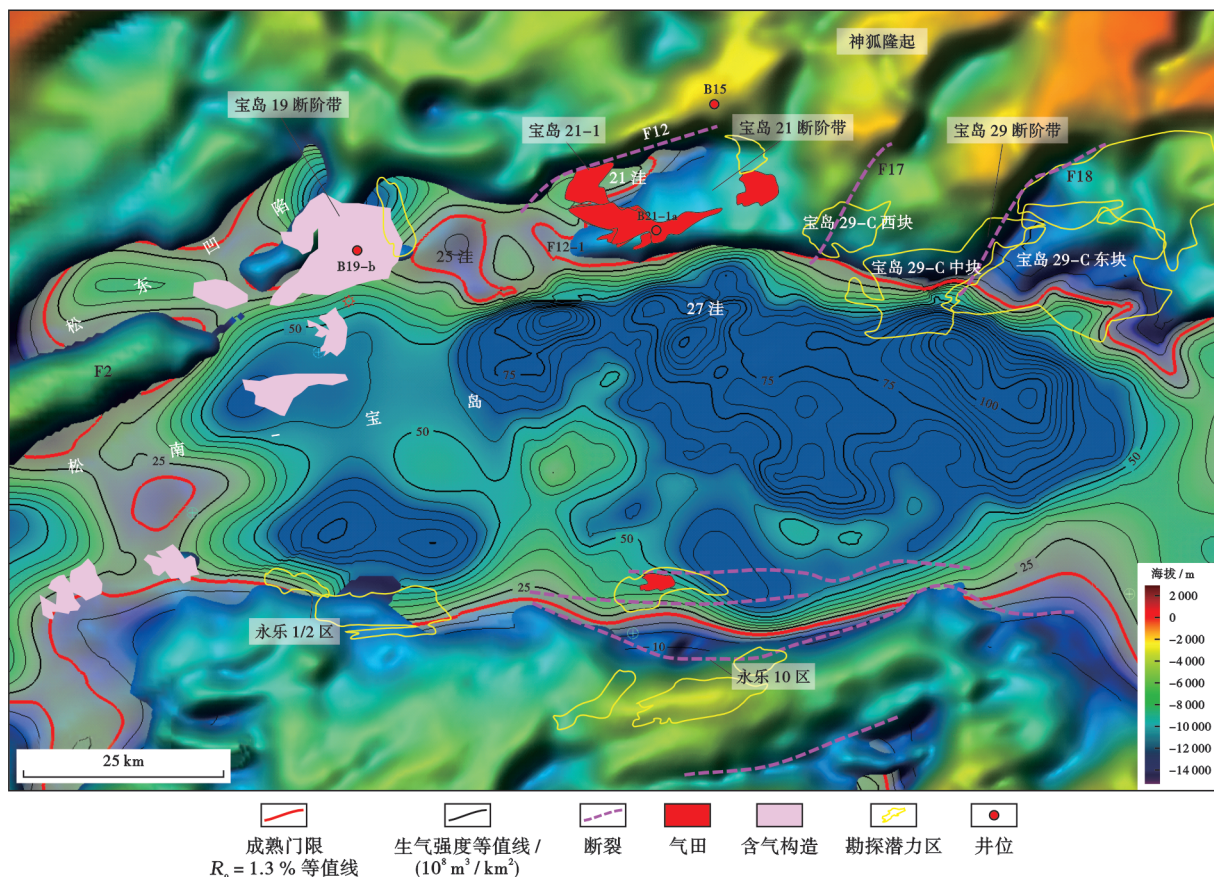 神狐隆起
B15
宝岛 19 断阶带
宝岛 21-1
F12
宝岛 21 断阶带
宝岛 29 断阶带
F17
F18
21 洼
B21-1a
宝岛 29-C 西块
F12-1
25 洼
宝岛 29-C 中块
宝岛 29-C 东块
B19-b
松 东 凹 陷
50
27 洼
F2
75
75
75
100
松 南 — 宝 岛
50
50
25
50
25
25
10
永乐 1/2 区
永乐 10 区
25 km
海拔 / m
2 000
0
-2 000
-4 000
-6 000
-8 000
-10 000
-12 000
-14 000
成熟门限
Rₒ = 1.3 % 等值线
生气强度等值线 /
(10⁸ m³ / km²)
断裂
气田
含气构造
勘探潜力区
井位